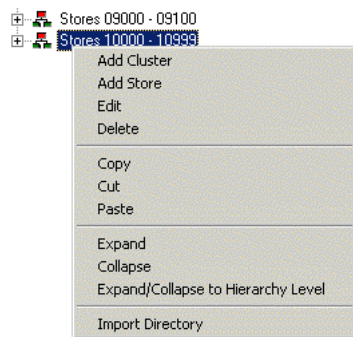 Stores 09000 - 09100
Stores 10000 - 10999
Add Cluster
Add Store
Edit
Delete
Copy
Cut
Paste
Expand
Collapse
Expand/Collapse to Hierarchy Level
Import Directory